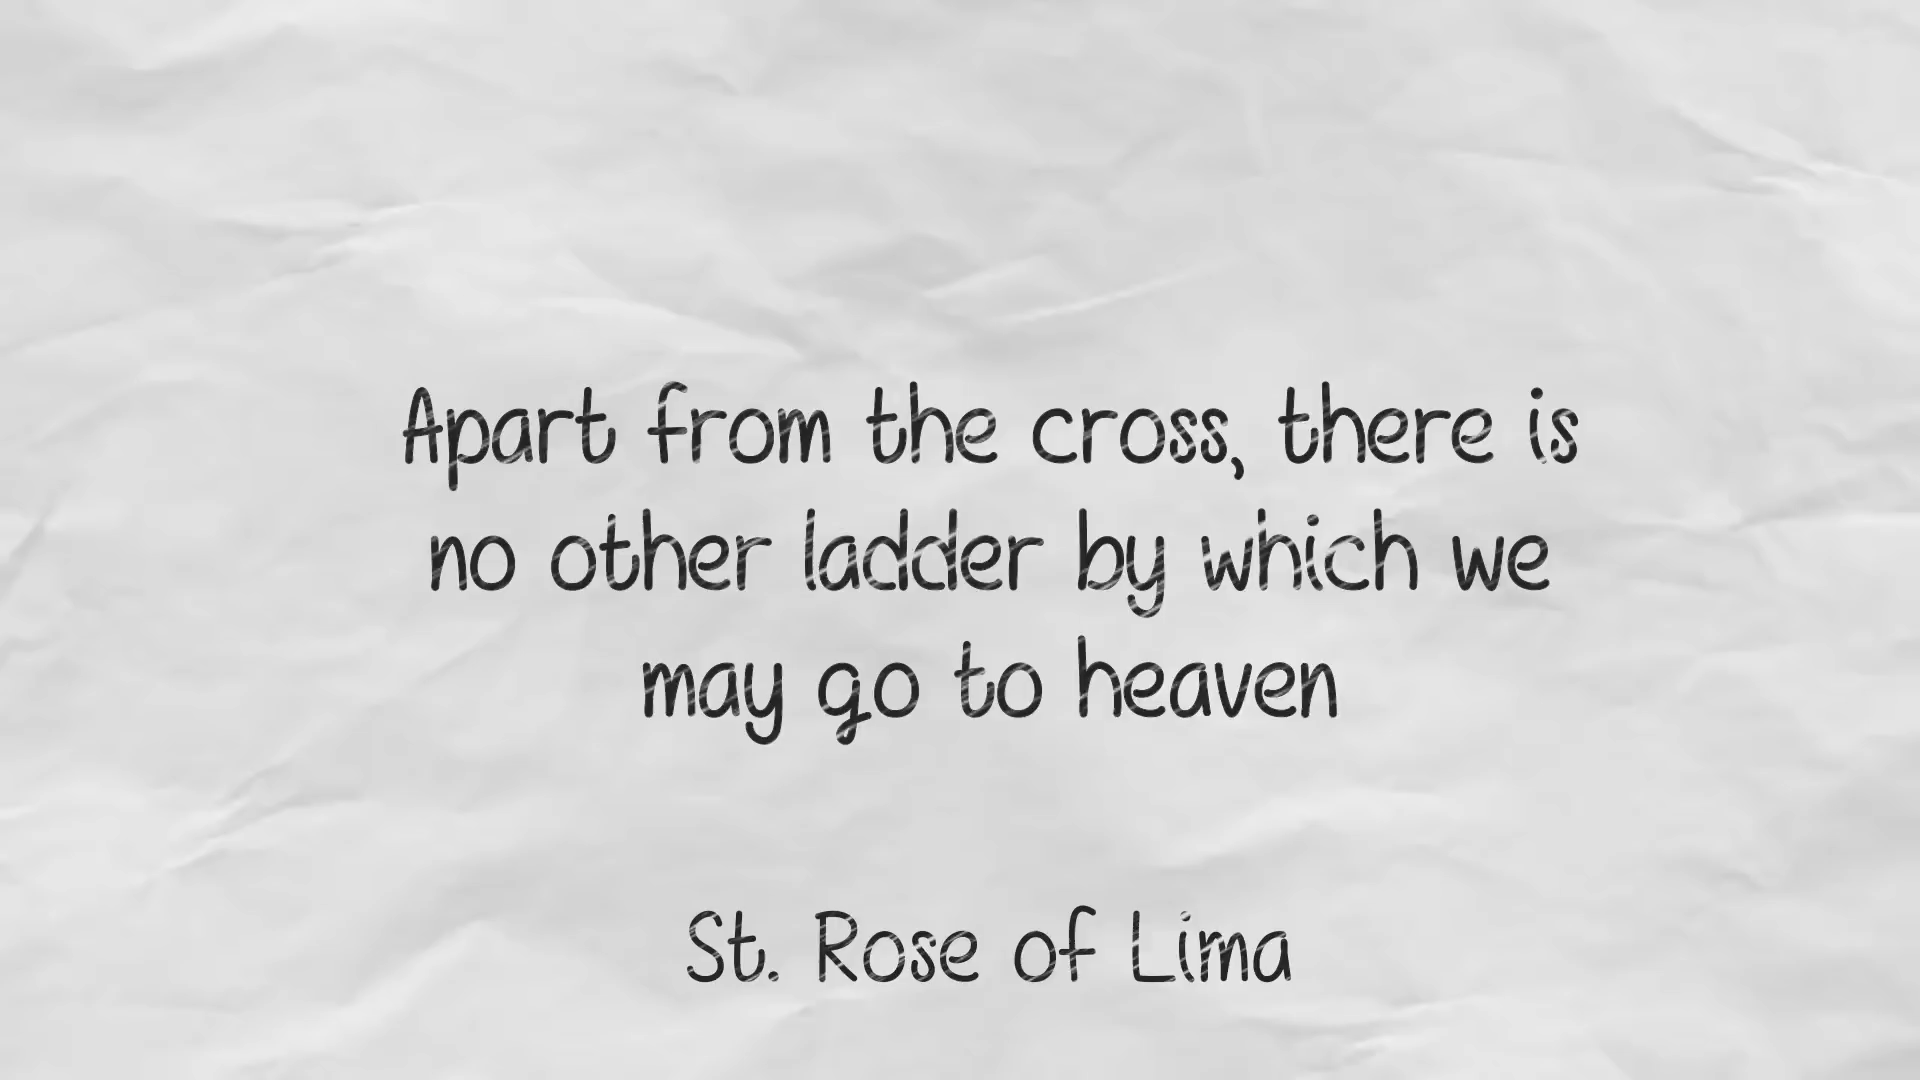 Apart from the cross, there is
no other ladder by which we
may go to heaven
St. Rose of Lima